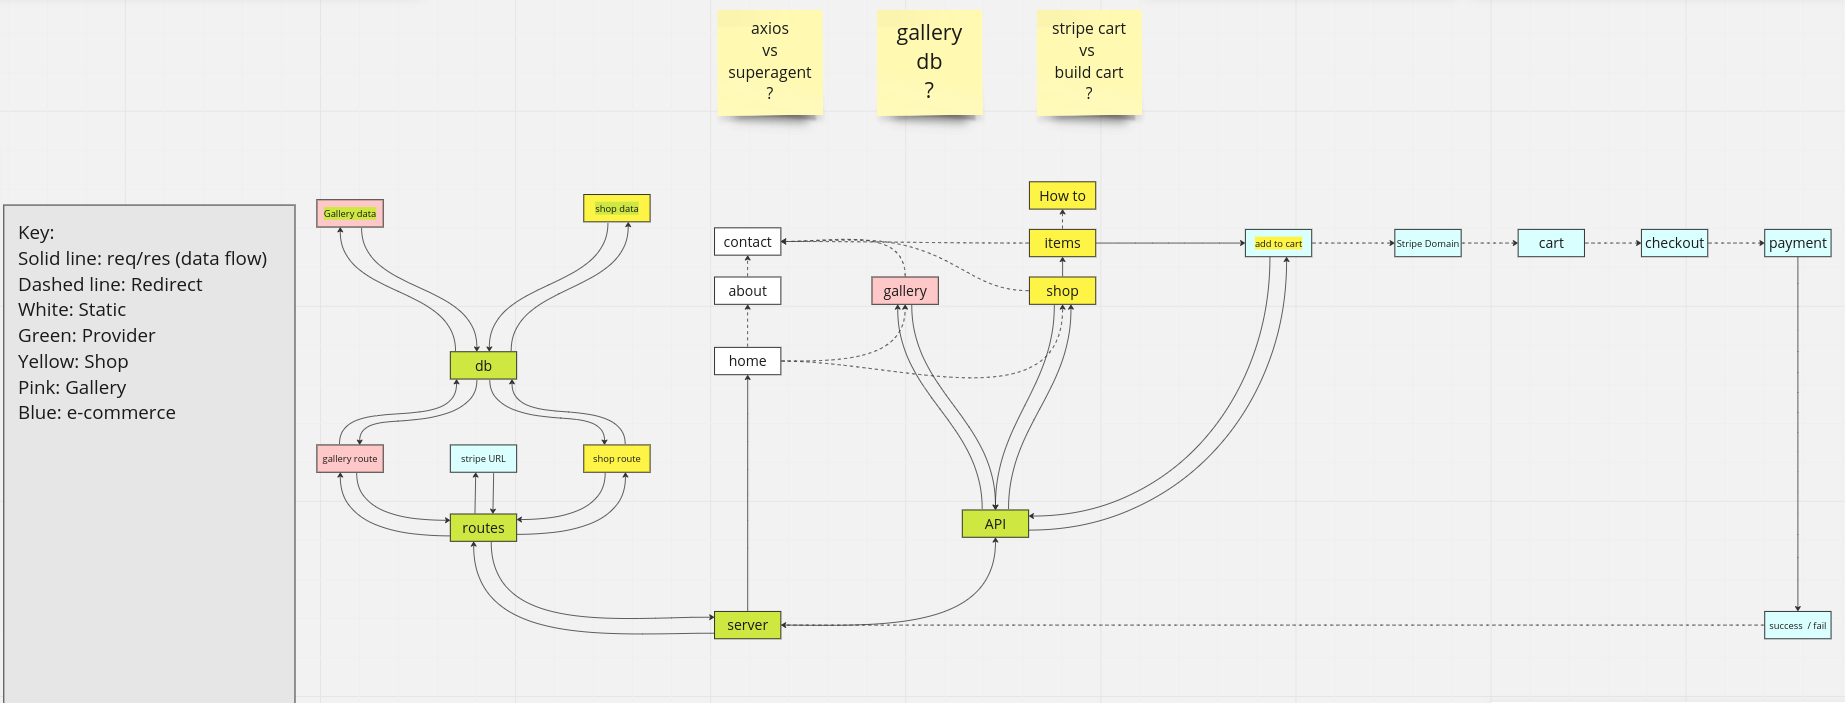 axios
vs
superagent
?
gallery
db
?
stripe cart
vs
build cart
?
Key:
Solid line: req/res (data flow)
Dashed line: Redirect
White: Static
Green: Provider
Yellow: Shop
Pink: Gallery
Blue: e-commerce
Gallery data
shop data
db
gallery route
stripe URL
shop route
routes
How to
contact
items
add to cart
Stripe Domain
cart
checkout
payment
about
gallery
shop
home
API
server
success / fail